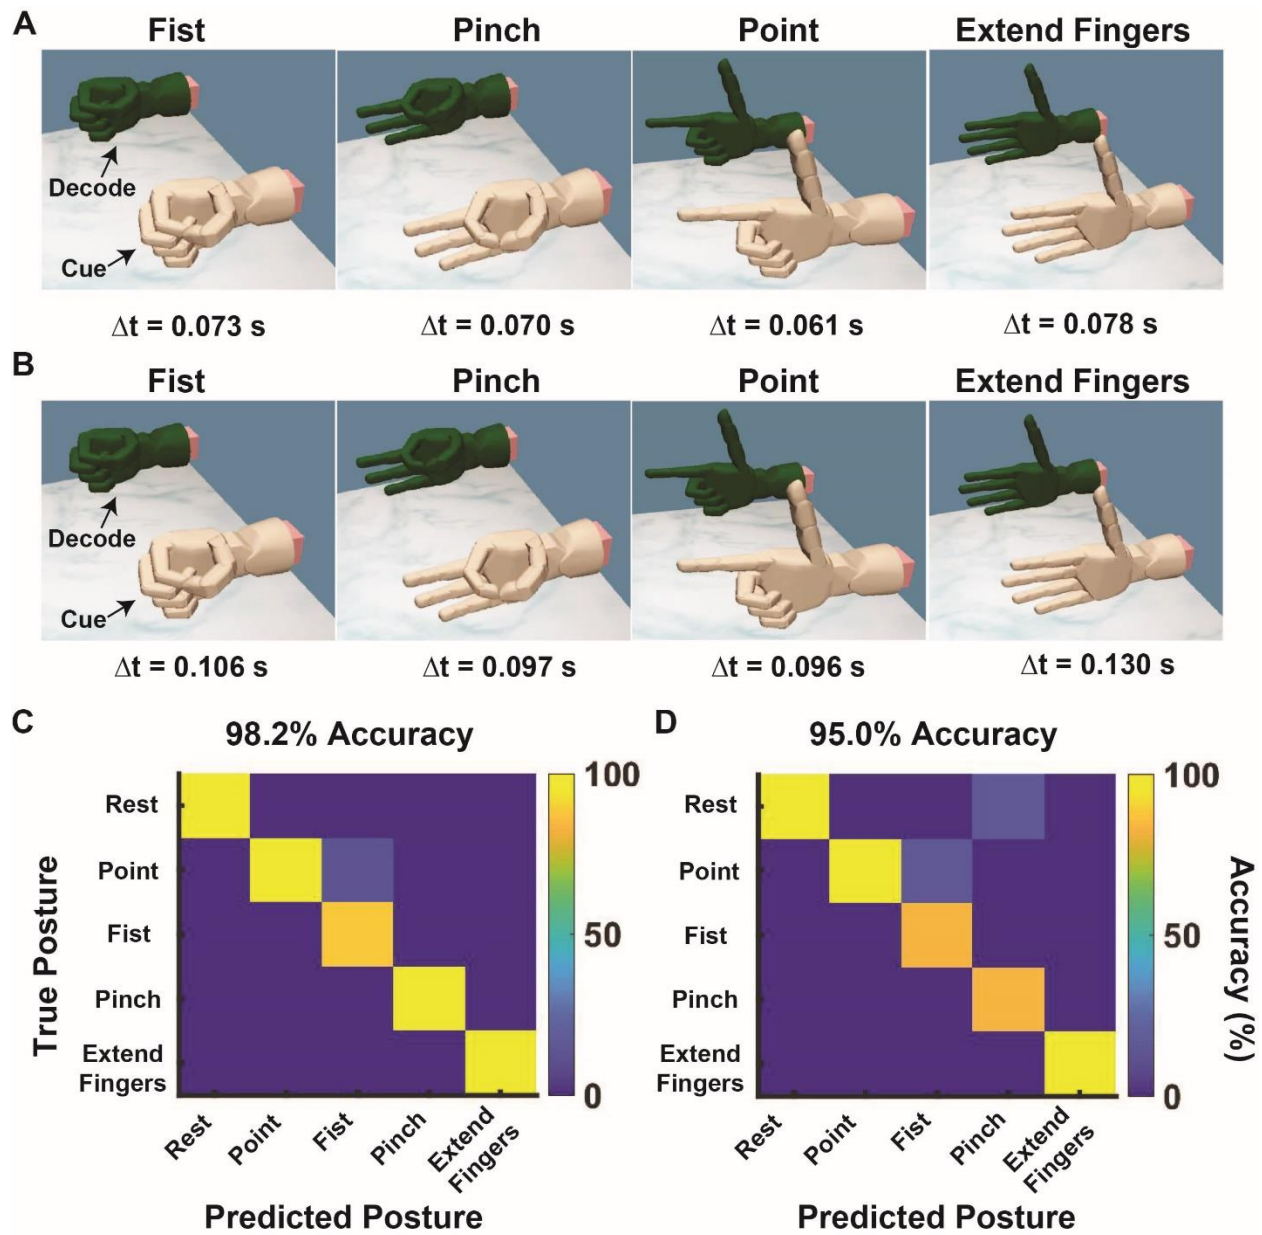 A
Fist Pinch Point Extend Fingers
Decode
Cue
Δt = 0.073 s Δt = 0.070 s Δt = 0.061 s Δt = 0.078 s
B
Fist Pinch Point Extend Fingers
Decode
Cue
Δt = 0.106 s Δt = 0.097 s Δt = 0.096 s Δt = 0.130 s
C
98.2% Accuracy
True Posture
Rest
Point
Fist
Pinch
Extend
Fingers
100
50
0
Rest
Point
Fist
Pinch
Extend
Fingers
Predicted Posture
D
95.0% Accuracy
Rest
Point
Fist
Pinch
Extend
Fingers
100
50
0
Accuracy (%)
Rest
Point
Fist
Pinch
Extend
Fingers
Predicted Posture